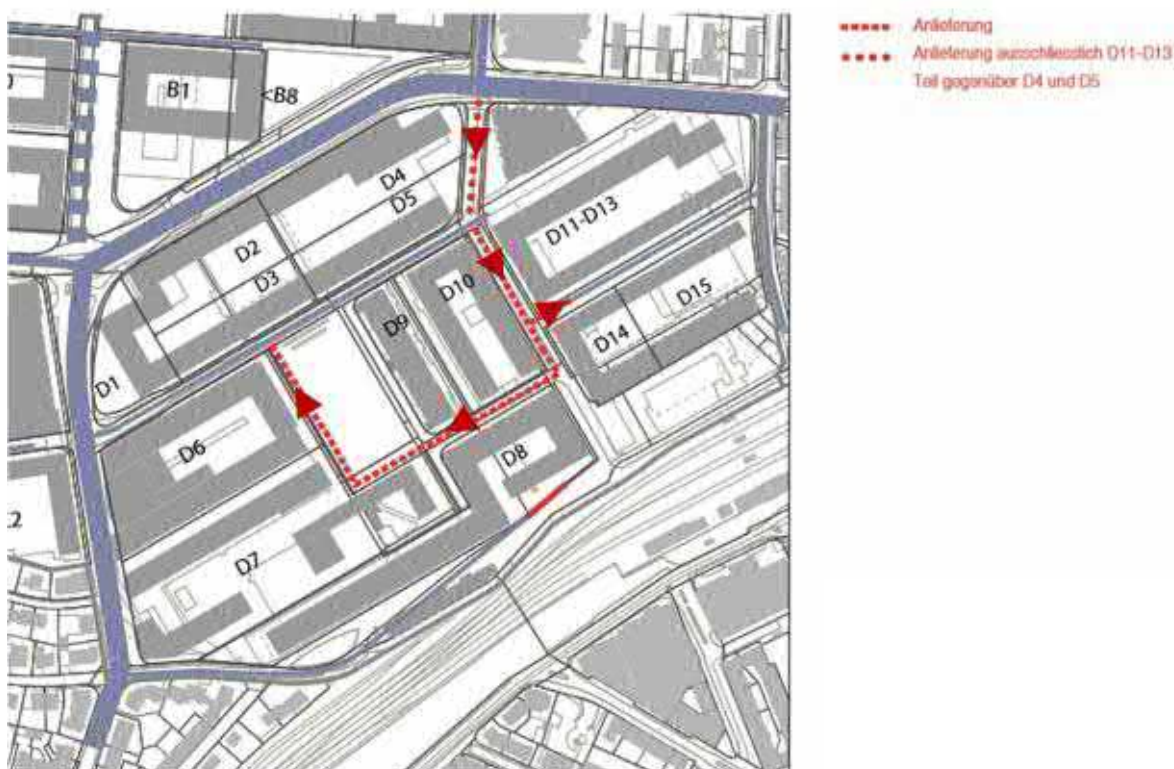 Anlieferung
Anlieferung ausschliesslich D11-D13
Teil gegenüber D4 und D5
B1
<B8
D4
D5
D2
D3
D11-D13
D10
D9
D15
D14
D1
D6
D8
D7
2